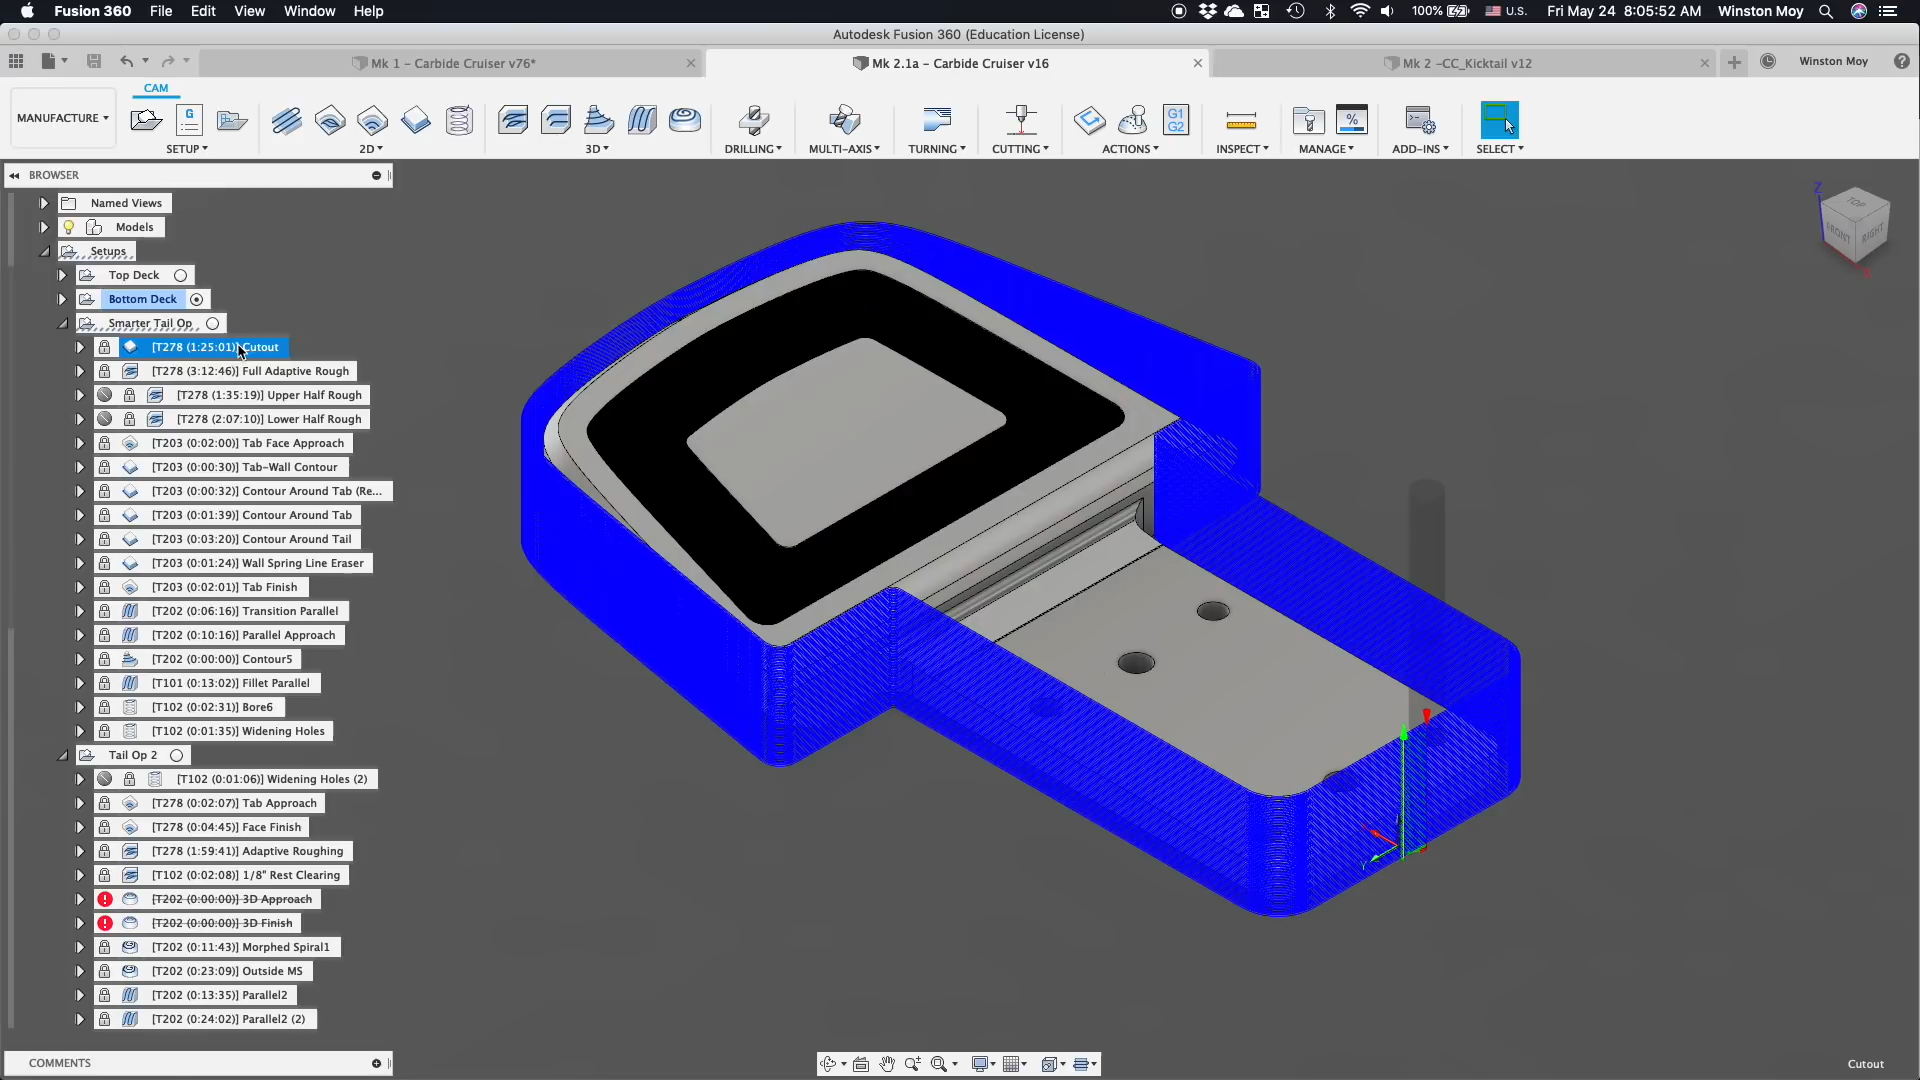 Fusion 360 File Edit View Window Help 100% U.S. Fri May 24 8:05:52 AM Winston Moy
Autodesk Fusion 360 (Education License)
Mk 1 – Carbide Cruiser v76* Mk 2.1a – Carbide Cruiser v16 Mk 2 –CC_Kicktail v12 Winston Moy
CAM
MANUFACTURE
G
G1
G2
%
SETUP 2D 3D DRILLING MULTI-AXIS TURNING CUTTING ACTIONS INSPECT MANAGE ADD-INS SELECT
BROWSER
Named Views
Models
Setups
Top Deck
Bottom Deck
Smarter Tail Op
[T278 (1:25:01)] Cutout
[T278 (3:12:46)] Full Adaptive Rough
[T278 (1:35:19)] Upper Half Rough
[T278 (2:07:10)] Lower Half Rough
[T203 (0:02:00)] Tab Face Approach
[T203 (0:00:30)] Tab-Wall Contour
[T203 (0:00:32)] Contour Around Tab (Re...
[T203 (0:01:39)] Contour Around Tab
[T203 (0:03:20)] Contour Around Tail
[T203 (0:01:24)] Wall Spring Line Eraser
[T203 (0:02:01)] Tab Finish
[T202 (0:06:16)] Transition Parallel
[T202 (0:10:16)] Parallel Approach
[T202 (0:00:00)] Contour5
[T101 (0:13:02)] Fillet Parallel
[T102 (0:02:31)] Bore6
[T102 (0:01:35)] Widening Holes
Tail Op 2
[T102 (0:01:06)] Widening Holes (2)
[T278 (0:02:07)] Tab Approach
[T278 (0:04:45)] Face Finish
[T278 (1:59:41)] Adaptive Roughing
[T102 (0:02:08)] 1/8" Rest Clearing
[T202 (0:00:00)] 3D Approach
[T202 (0:00:00)] 3D Finish
[T202 (0:11:43)] Morphed Spiral1
[T202 (0:23:09)] Outside MS
[T202 (0:13:35)] Parallel2
[T202 (0:24:02)] Parallel2 (2)
COMMENTS
Z
TOP
FRONT RIGHT
X
Y
Cutout